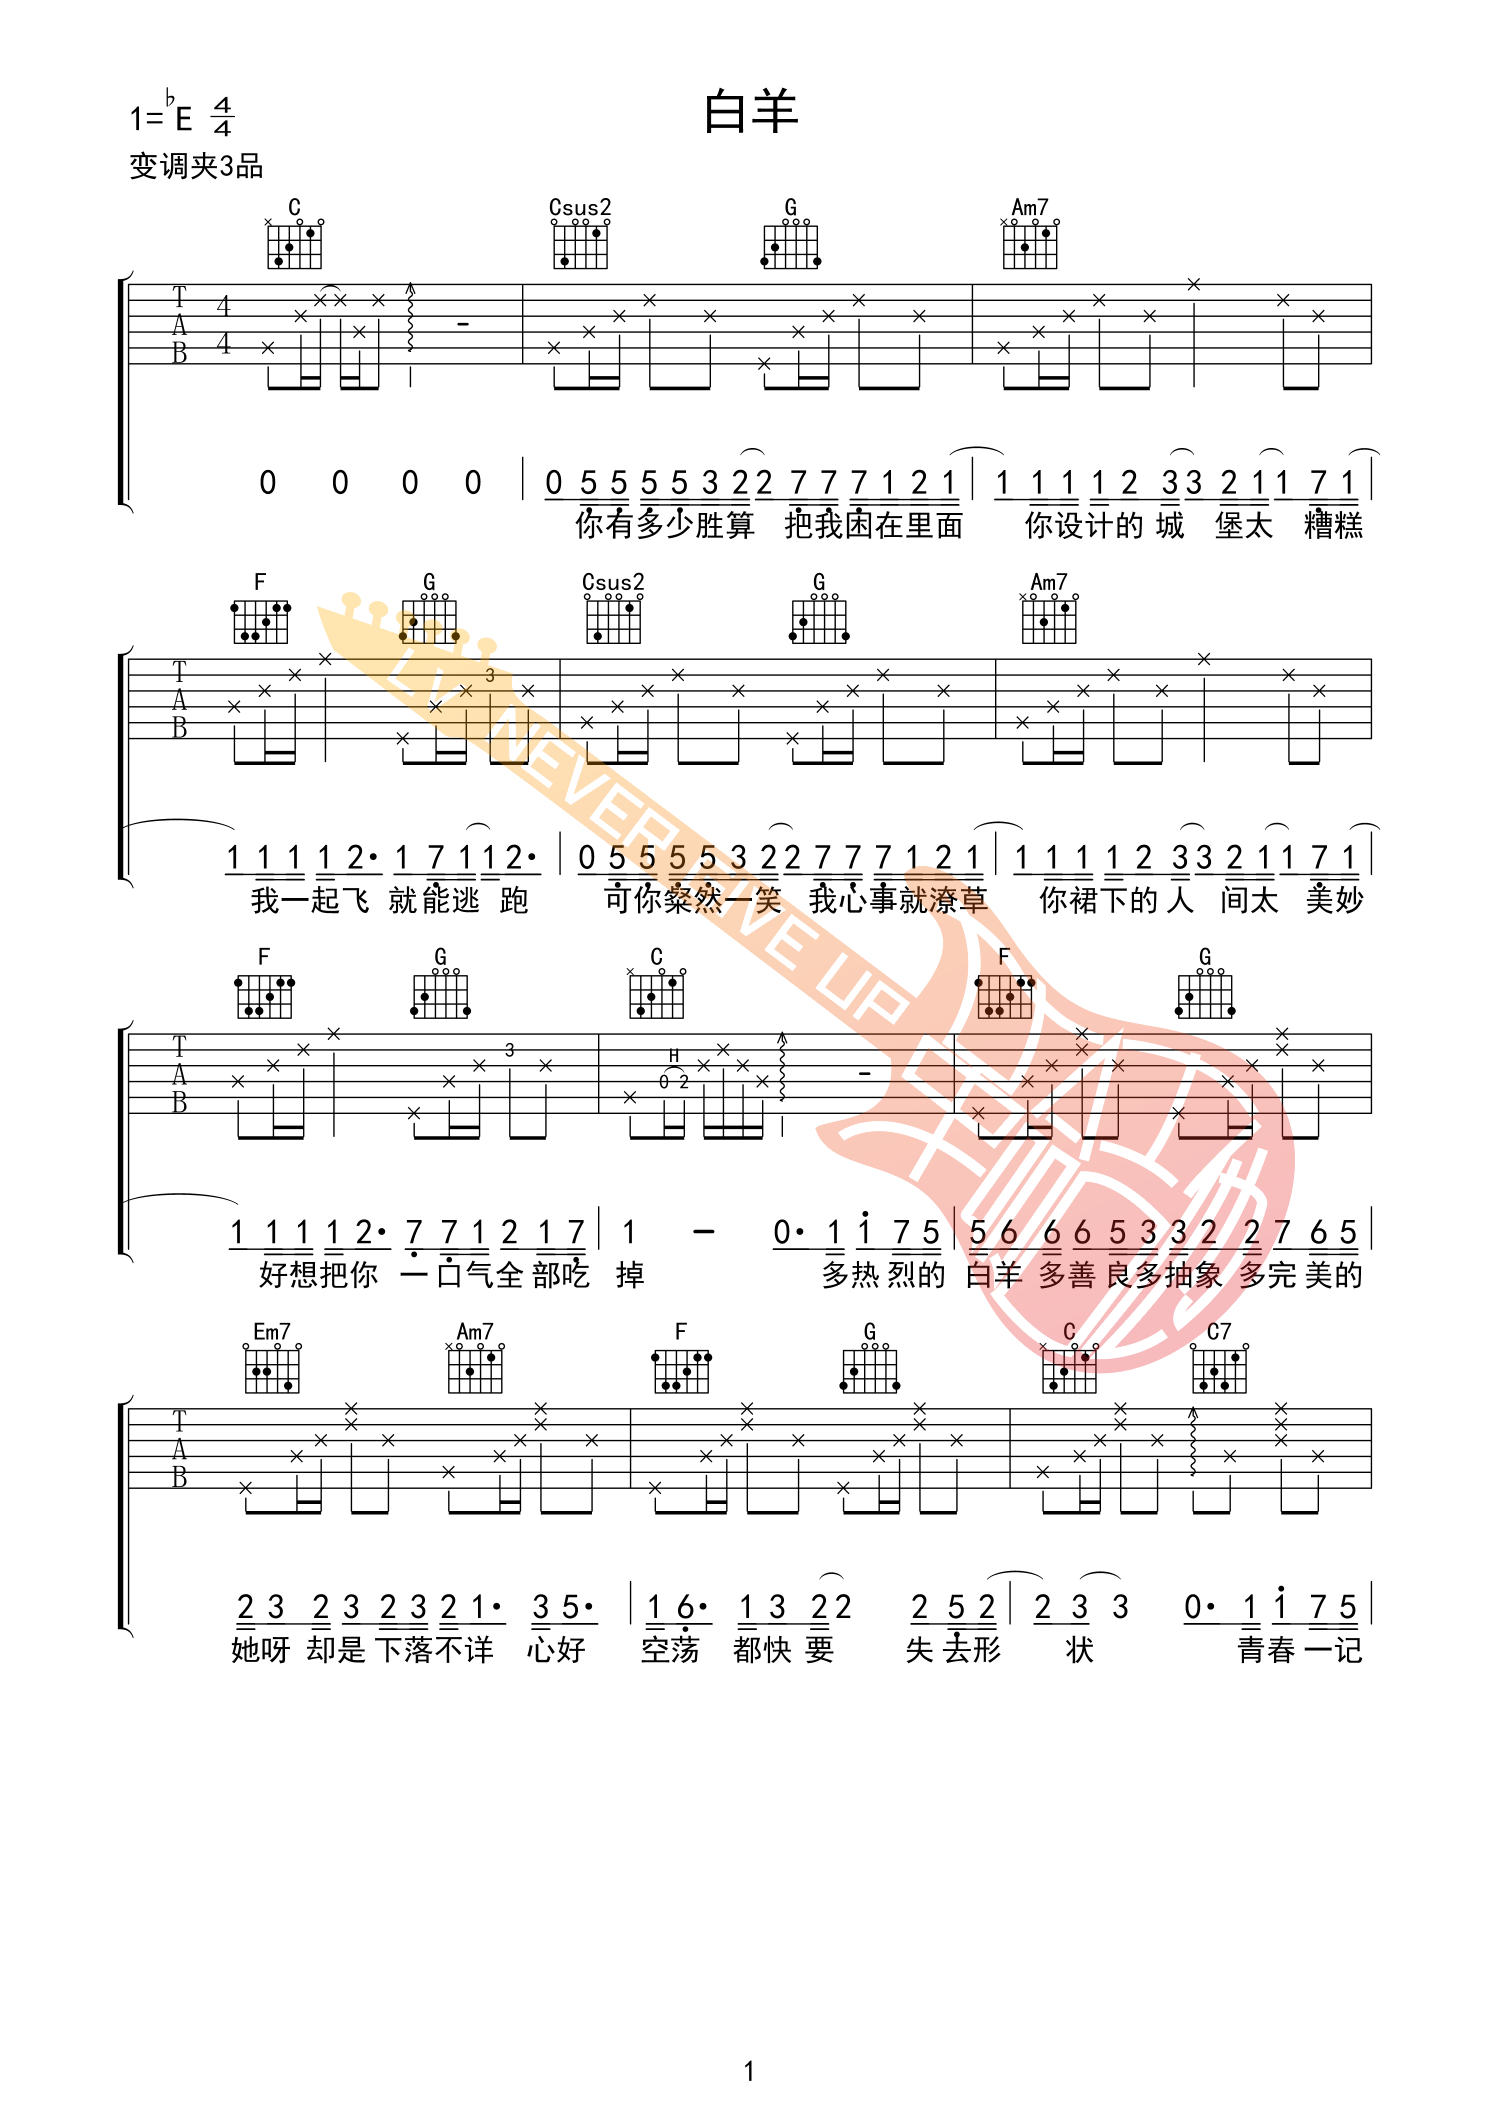 白羊
1=♭E 4/4
变调夹3品
C Csus2 G Am7
T A B 4 4
0 0 0 0 | 0 5 5 5 5 3 2 2 7 7 7 1 2 1 | 1 1 1 1 2 3 3 2 1 1 7 1 |
你有多少胜算 把我困在里面 你设计的 城 堡太 糟糕
F G Csus2 G Am7
T A B 3
1 1 1 1 2· 1 7 1 1 2· | 0 5 5 5 5 3 2 2 7 7 7 1 2 1 | 1 1 1 1 2 3 3 2 1 1 7 1
我一起飞 就能逃 跑 可你粲然一笑 我心事就潦草 你裙下的 人 间太 美妙
F G C F G
T A B 3 H 0 2
1 1 1 1 2· 7 7 1 2 1 7 | 1 – 0· 1 1 7 5 | 5 6 6 6 5 3 3 2 2 7 6 5 |
好想把你 一口气全 部吃 掉 多热 烈的 白羊 多善 良多抽象 多完 美的
Em7 Am7 F G C C7
T A B
2 3 2 3 2 3 2 1· 3 5· | 1 6· 1 3 2 2 2 5 2 | 2 3 3 0· 1 1 7 5 |
她呀 却是 下落不详 心好 空荡 都快 要 失 去形 状 青春 一记
LV. NEVER GIVE UP
1